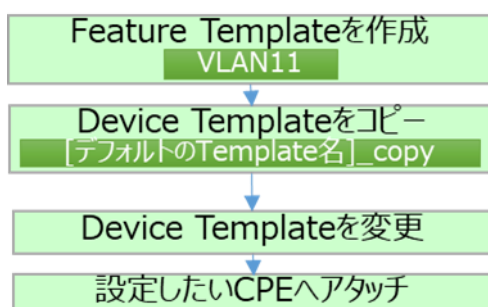 Feature Templateを作成
VLAN11
Device Templateをコピー
[デフォルトのTemplate名]_copy
Device Templateを変更
設定したいCPEへアタッチ